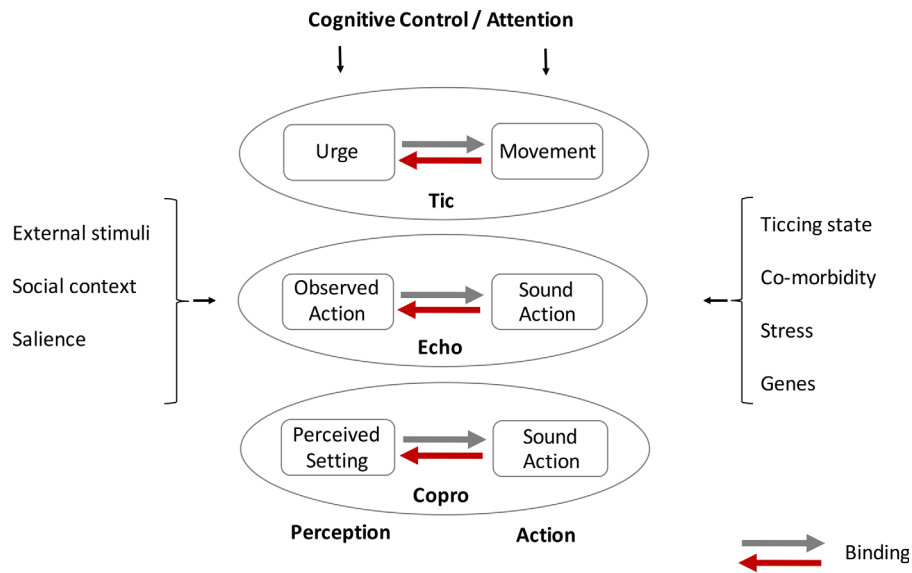 Cognitive Control / Attention
Urge
Movement
Tic
External stimuli
Social context
Salience
Observed
Action
Sound
Action
Echo
Ticcing state
Co-morbidity
Stress
Genes
Perceived
Setting
Sound
Action
Copro
Perception
Action
Binding